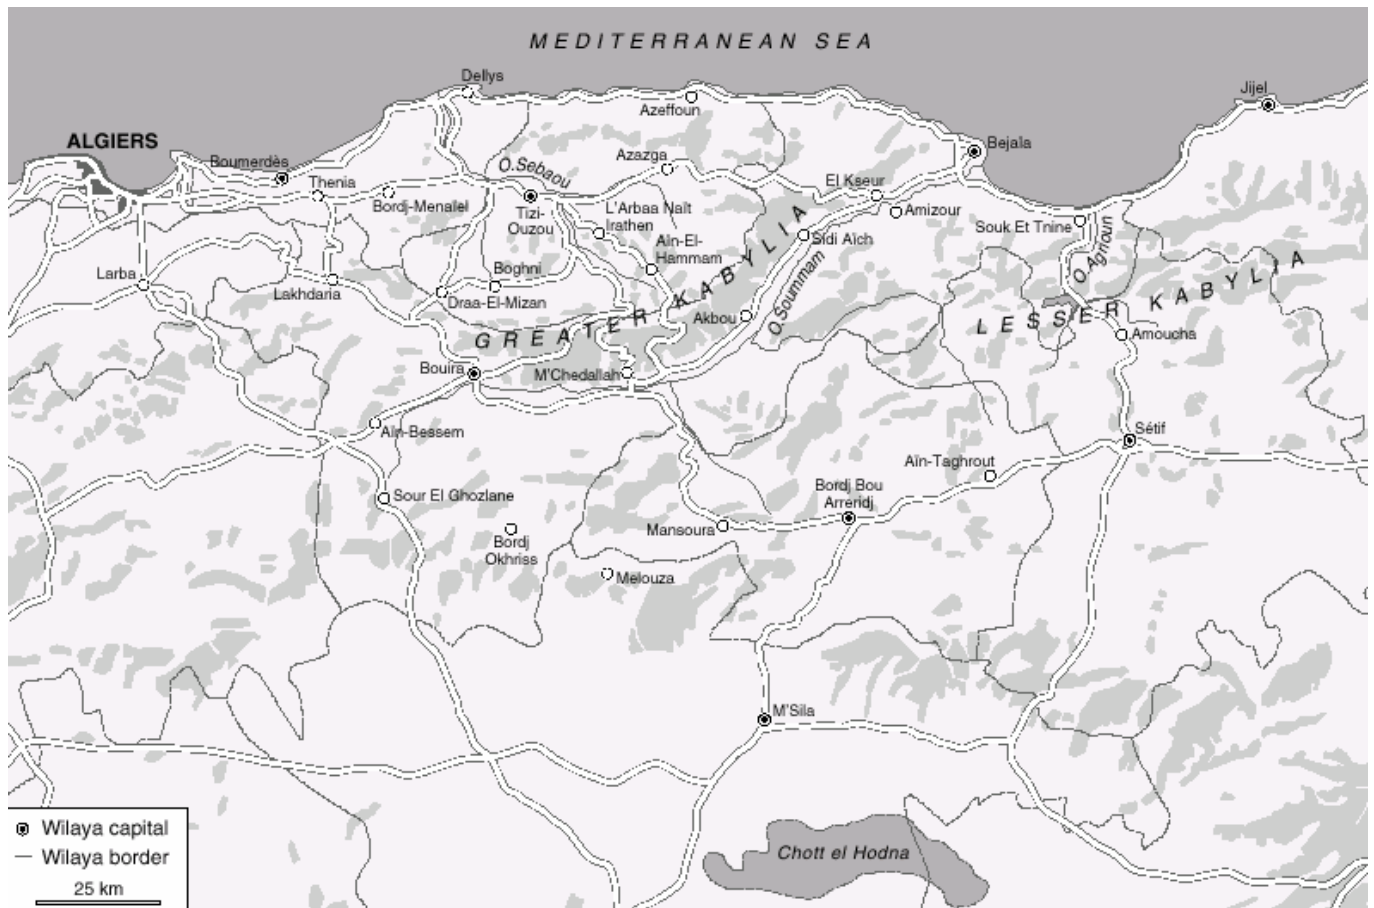 MEDITERRANEAN SEA
Dellys
Jijel
Azeffoun
ALGIERS
Bejaïa
Boumerdès
Azazga
O.Sebaou
Thenia
El Kseur
Bordj-Menaïel
L'Arbaa Naït
Irathen
Amizour
Tizi-
Ouzou
Souk Et Tnine
Sidi Aïch
Aïn-El-
Hammam
O.Agrioun
Boghni
Larba
Lakhdaria
Draa-El-Mizan
O.Soummam
GREATER KABYLIA
LESSER KABYLIA
Akbou
Amoucha
Bouira
M'Chedallah
Aïn-Bessem
Sétif
Aïn-Taghrout
Bordj Bou
Arreridj
Sour El Ghozlane
Mansoura
Bordj
Okhriss
Melouza
M'Sila
Wilaya capital
Wilaya border
25 km
Chott el Hodna